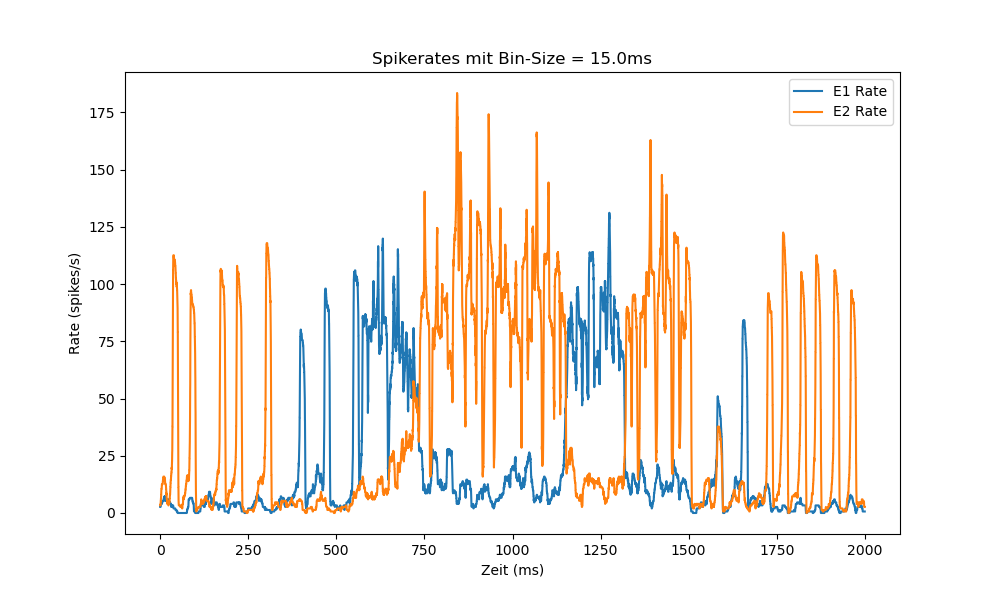 Spikerates mit Bin-Size = 15.0ms
E1 Rate
E2 Rate
Rate (spikes/s)
175
150
125
100
75
50
25
0
0 250 500 750 1000 1250 1500 1750 2000
Zeit (ms)